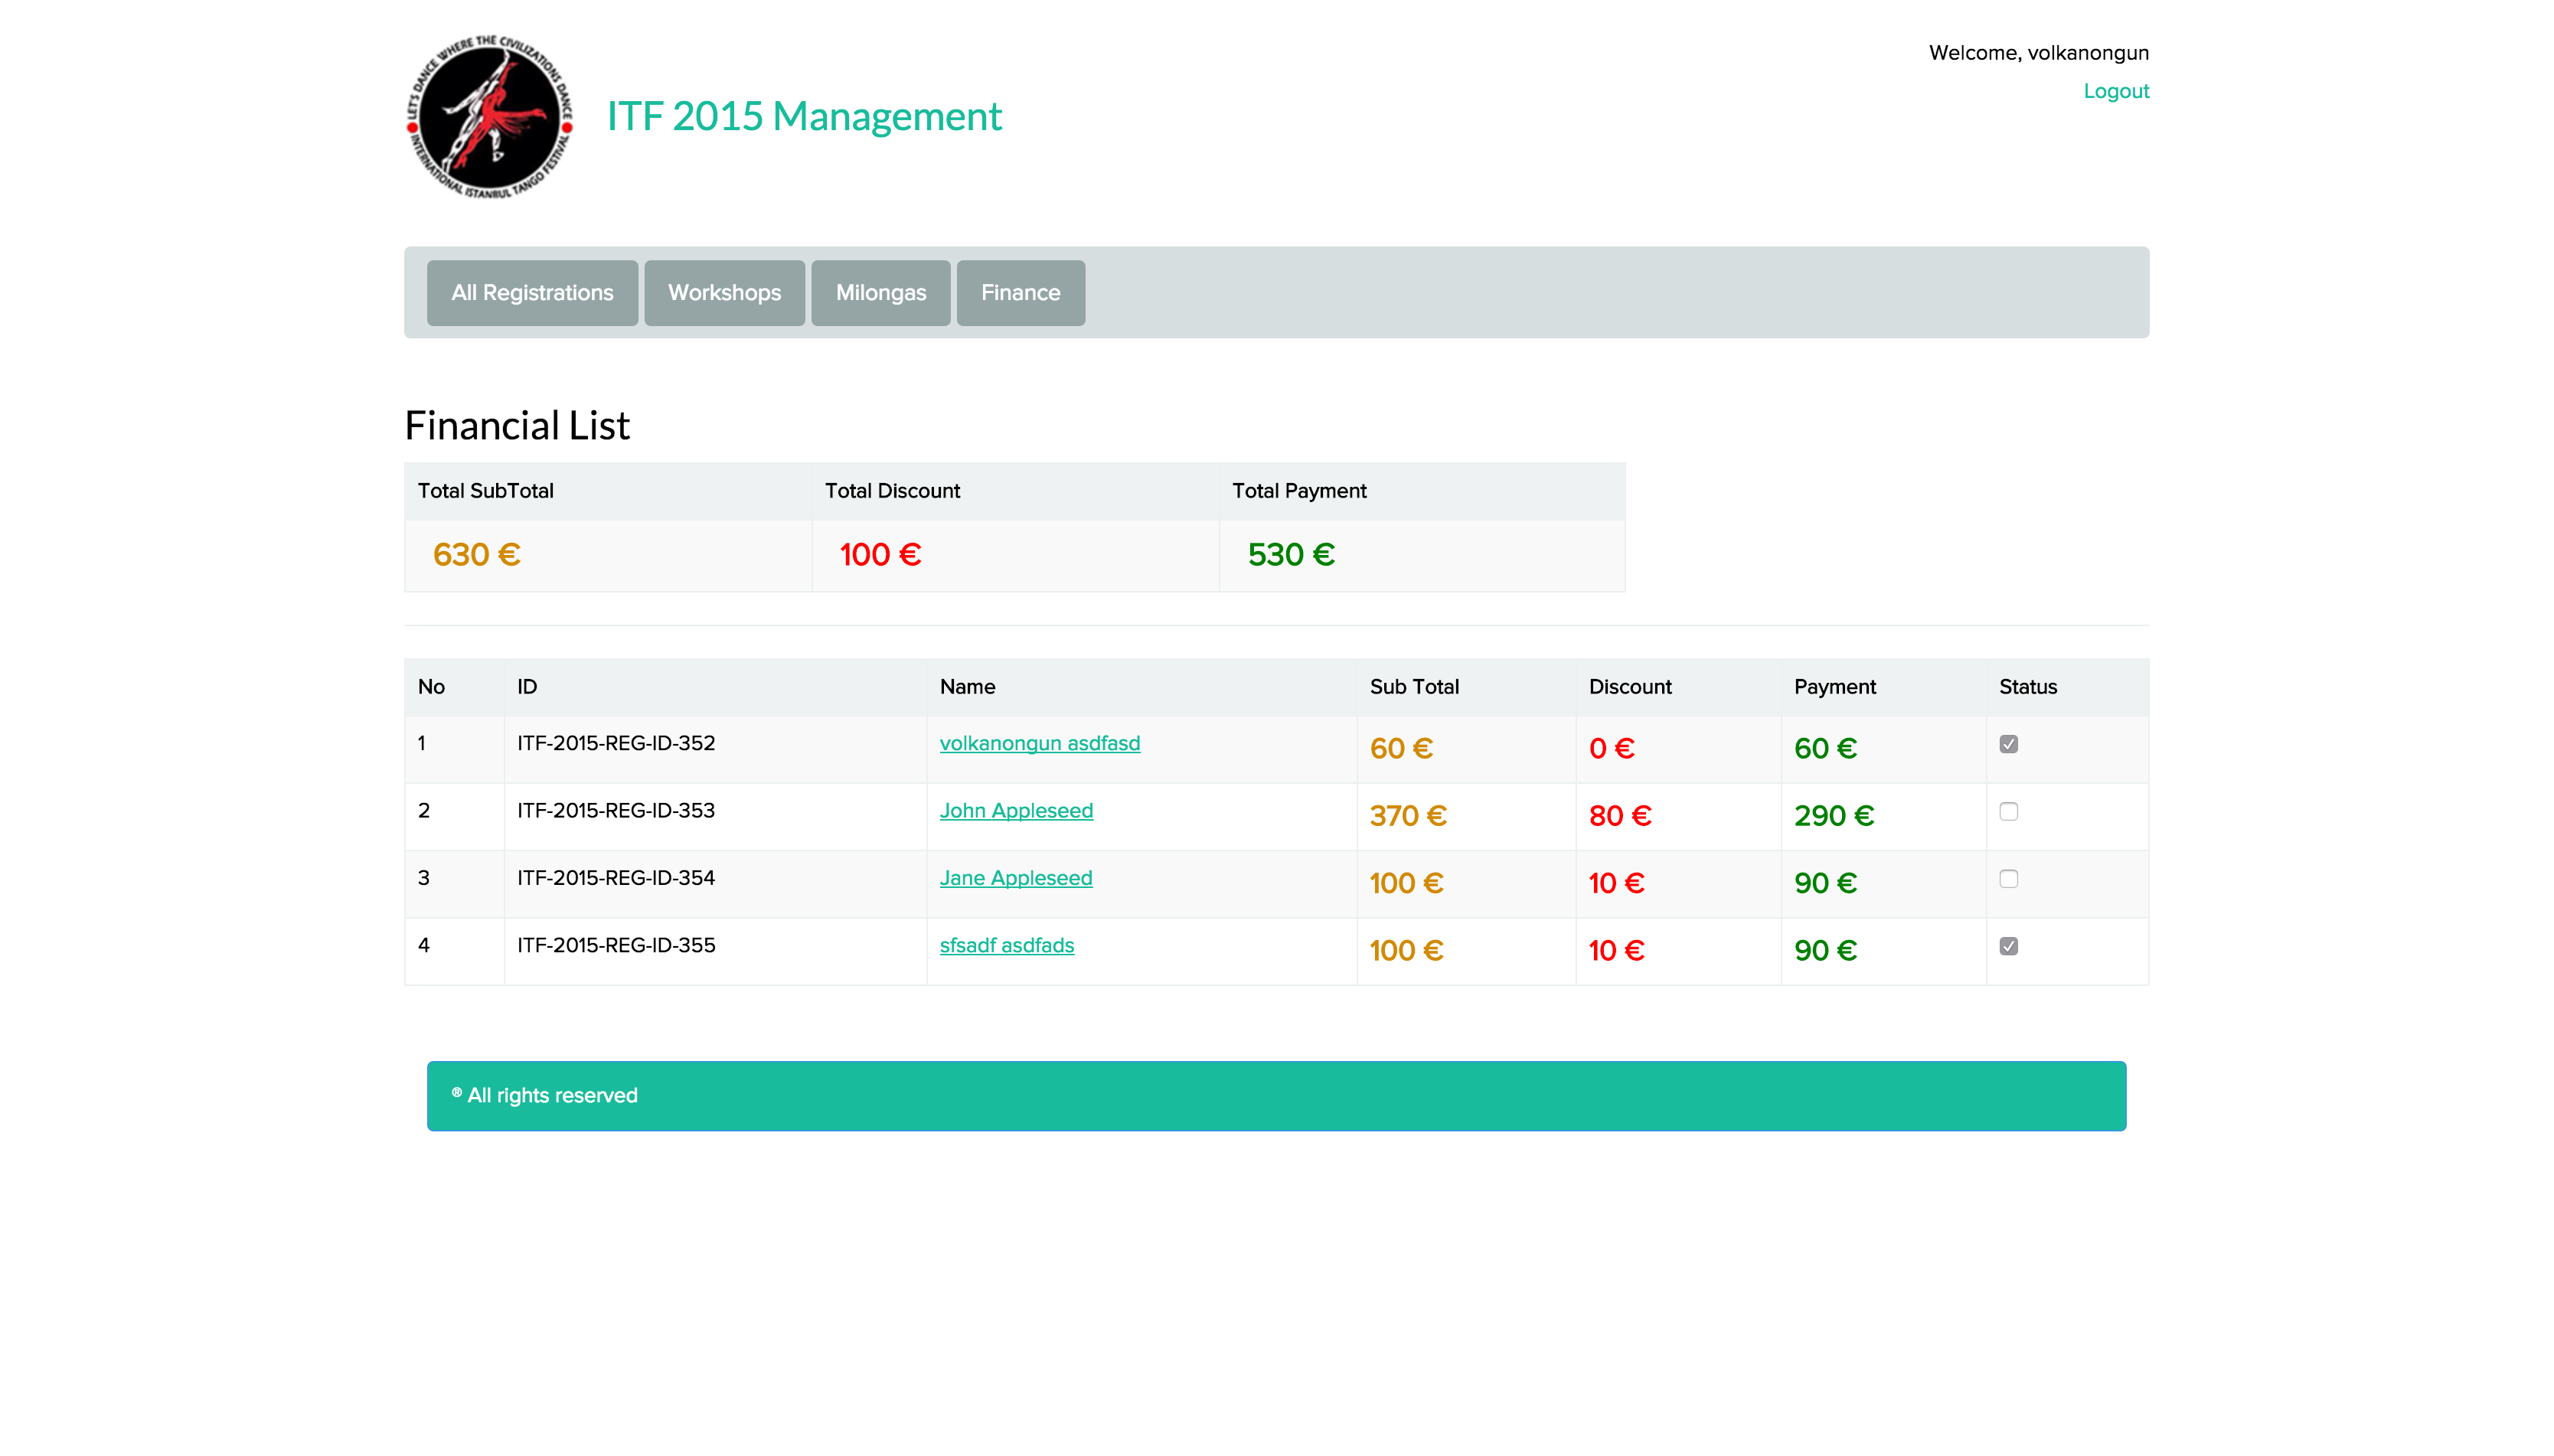 LET'S DANCE WHERE THE CIVILIZATIONS DANCE
INTERNATIONAL ISTANBUL TANGO FESTIVAL
ITF 2015 Management
Welcome, volkanongun
Logout
All Registrations Workshops Milongas Finance
Financial List
Total SubTotal Total Discount Total Payment
630 € 100 € 530 €
No ID Name Sub Total Discount Payment Status
1 ITF-2015-REG-ID-352 volkanongun asdfasd 60 € 0 € 60 €
2 ITF-2015-REG-ID-353 John Appleseed 370 € 80 € 290 €
3 ITF-2015-REG-ID-354 Jane Appleseed 100 € 10 € 90 €
4 ITF-2015-REG-ID-355 sfsadf asdfads 100 € 10 € 90 €
® All rights reserved